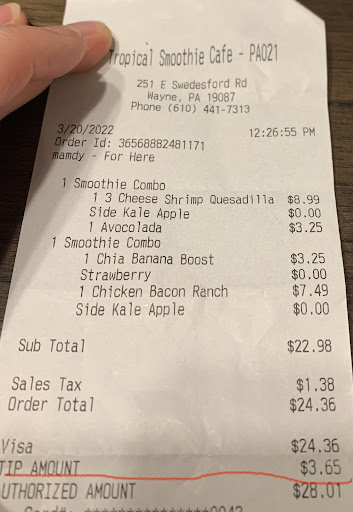 Tropical Smoothie Cafe - PA021
251 E Swedesford Rd
Wayne, PA 19087
Phone (610) 441-7313
3/20/2022 12:26:55 PM
Order Id: 36568882481171
mamdy - For Here
1 Smoothie Combo
1 3 Cheese Shrimp Quesadilla $8.99
Side Kale Apple $0.00
1 Avocolada $3.25
1 Smoothie Combo
1 Chia Banana Boost $3.25
Strawberry $0.00
1 Chicken Bacon Ranch $7.49
Side Kale Apple $0.00
Sub Total $22.98
Sales Tax $1.38
Order Total $24.36
Visa $24.36
TIP AMOUNT $3.65
UTHORIZED AMOUNT $28.01